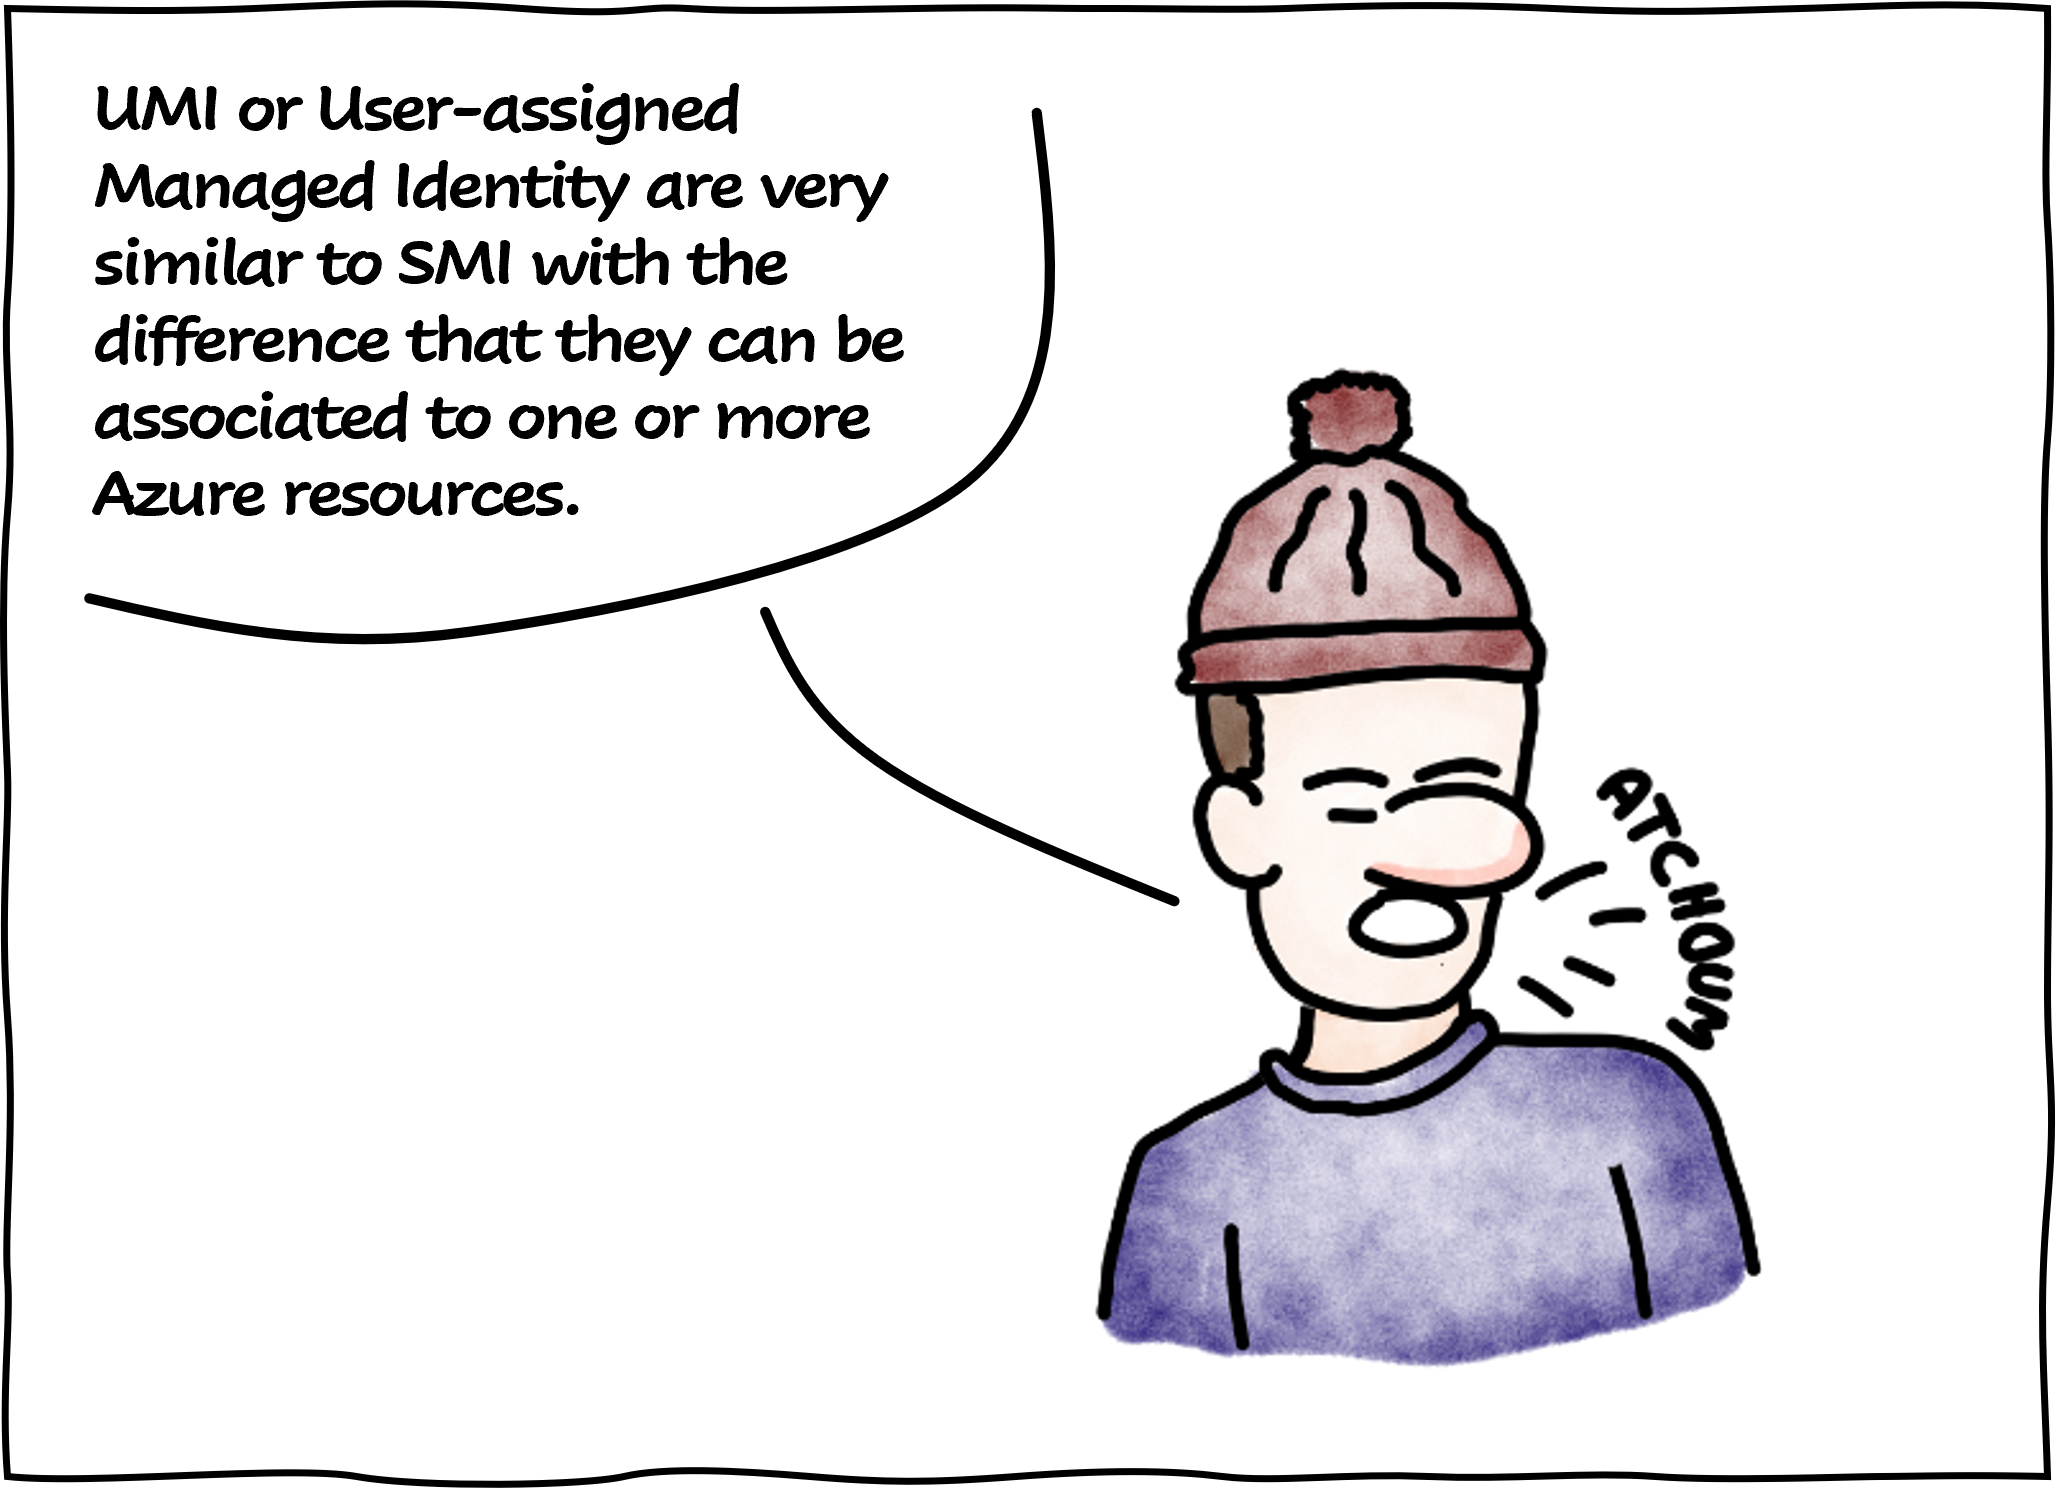 UMI or User-assigned
Managed Identity are very
similar to SMI with the
difference that they can be
associated to one or more
Azure resources.
ATCHOUM